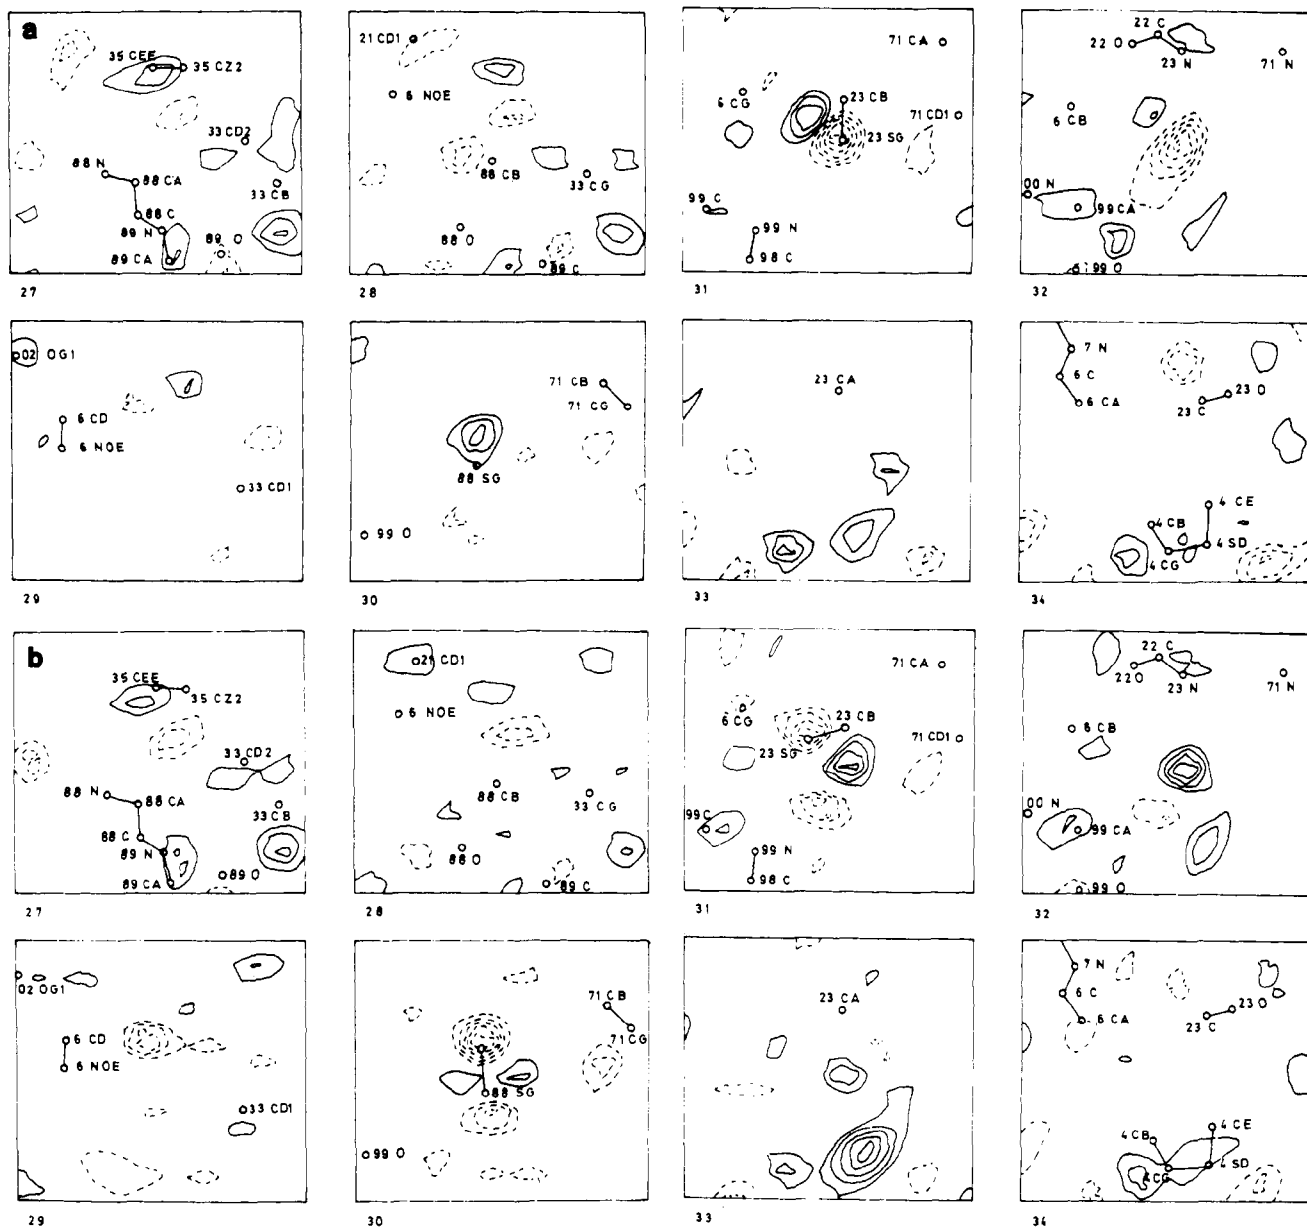 a
35 CEE
35 CZ2
33 CD2
88 N
88 CA
33 CB
88 C
89 N
89 O
89 CA
27
21 CD1
6 NOE
88 CB
33 CG
88 O
89 C
28
71 CA
6 CG
23 CB
71 CD1
23 SG
99 C
99 N
98 C
31
22 C
22 O
23 N
71 N
6 CB
00 N
99 CA
99 O
32
02 OG1
6 CD
6 NOE
33 CD1
29
71 CB
71 CG
88 SG
99 O
30
23 CA
33
7 N
6 C
6 CA
23 O
23 C
4 CE
4 CB
4 SD
4 CG
34
b
35 CEE
35 CZ2
33 CD2
88 N
88 CA
33 CB
88 C
89 N
89 O
89 CA
27
21 CD1
6 NOE
88 CB
33 CG
88 O
89 C
28
71 CA
6 CG
23 CB
71 CD1
23 SG
99 C
99 N
98 C
31
22 C
22 O
23 N
71 N
6 CB
00 N
99 CA
99 O
32
02 OG1
6 CD
6 NOE
33 CD1
29
71 CB
71 CG
88 SG
99 O
30
23 CA
33
7 N
6 C
6 CA
23 O
23 C
4 CB
4 CE
4 SD
4 CG
34